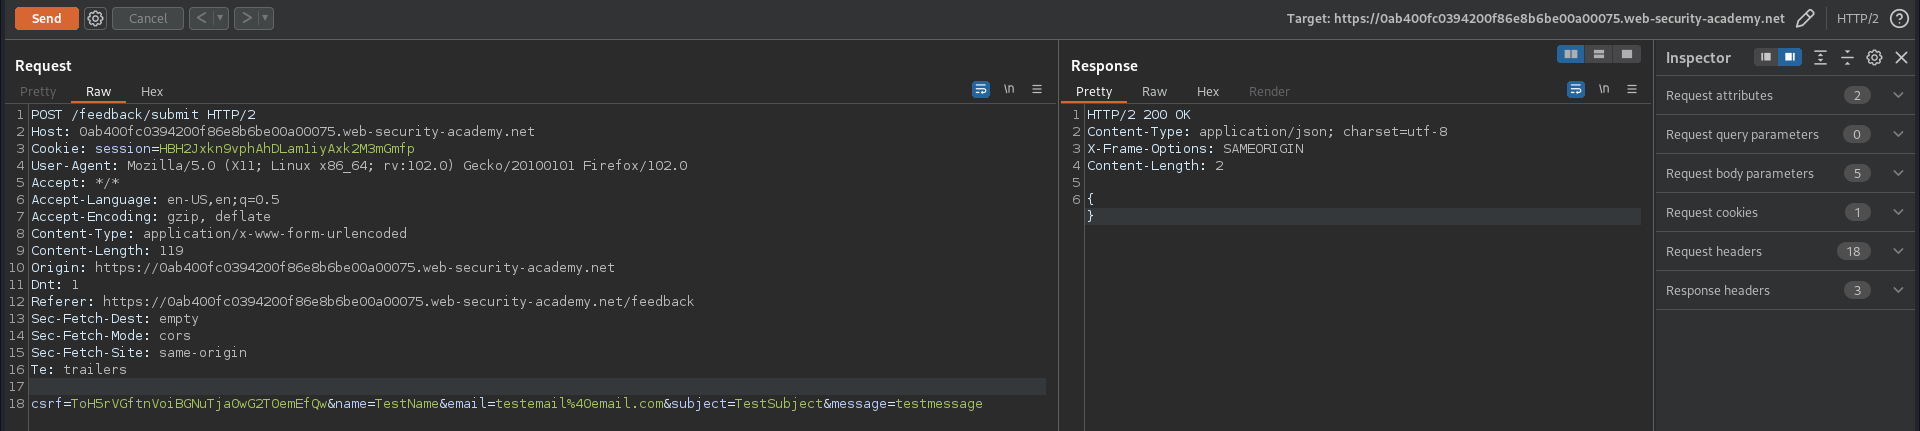 Send Cancel < > Target: https://0ab400fc0394200f86e8b6be00a00075.web-security-academy.net HTTP/2 ?
Request
Pretty Raw Hex \n
1 POST /feedback/submit HTTP/2
2 Host: 0ab400fc0394200f86e8b6be00a00075.web-security-academy.net
3 Cookie: session=HBH2Jxkn9vphAhDLam1iyAxk2M3mGmfp
4 User-Agent: Mozilla/5.0 (X11; Linux x86_64; rv:102.0) Gecko/20100101 Firefox/102.0
5 Accept: */*
6 Accept-Language: en-US,en;q=0.5
7 Accept-Encoding: gzip, deflate
8 Content-Type: application/x-www-form-urlencoded
9 Content-Length: 119
10 Origin: https://0ab400fc0394200f86e8b6be00a00075.web-security-academy.net
11 Dnt: 1
12 Referer: https://0ab400fc0394200f86e8b6be00a00075.web-security-academy.net/feedback
13 Sec-Fetch-Dest: empty
14 Sec-Fetch-Mode: cors
15 Sec-Fetch-Site: same-origin
16 Te: trailers
17
18 csrf=ToH5rVGftnVoiBGNuTjaOwG2TOemEfQw&name=TestName&email=testemail%40email.com&subject=TestSubject&message=testmessage
Response
Pretty Raw Hex Render \n
1 HTTP/2 200 OK
2 Content-Type: application/json; charset=utf-8
3 X-Frame-Options: SAMEORIGIN
4 Content-Length: 2
5
6 {
}
Inspector
Request attributes 2
Request query parameters 0
Request body parameters 5
Request cookies 1
Request headers 18
Response headers 3